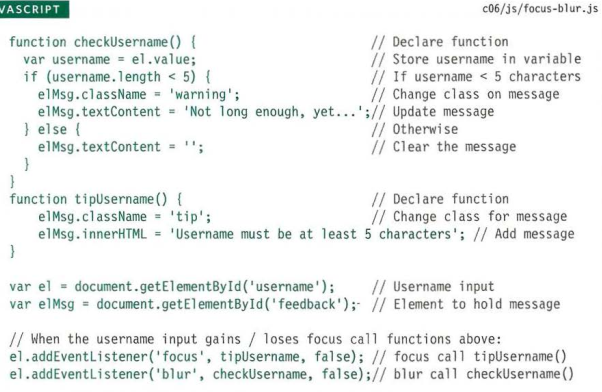 VASCRIPT c06/js/focus-blur.js
function checkUsername() { // Declare function
var username = el.value; // Store username in variable
if (username.length < 5) { // If username < 5 characters
elMsg.className = 'warning'; // Change class on message
elMsg.textContent = 'Not long enough, yet...';// Update message
} else { // Otherwise
elMsg.textContent = ''; // Clear the message
}
}
function tipUsername() { // Declare function
elMsg.className = 'tip'; // Change class for message
elMsg.innerHTML = 'Username must be at least 5 characters'; // Add message
}
var el = document.getElementById('username'); // Username input
var elMsg = document.getElementById('feedback'); // Element to hold message
// When the username input gains / loses focus call functions above:
el.addEventListener('focus', tipUsername, false); // focus call tipUsername()
el.addEventListener('blur', checkUsername, false);// blur call checkUsername()